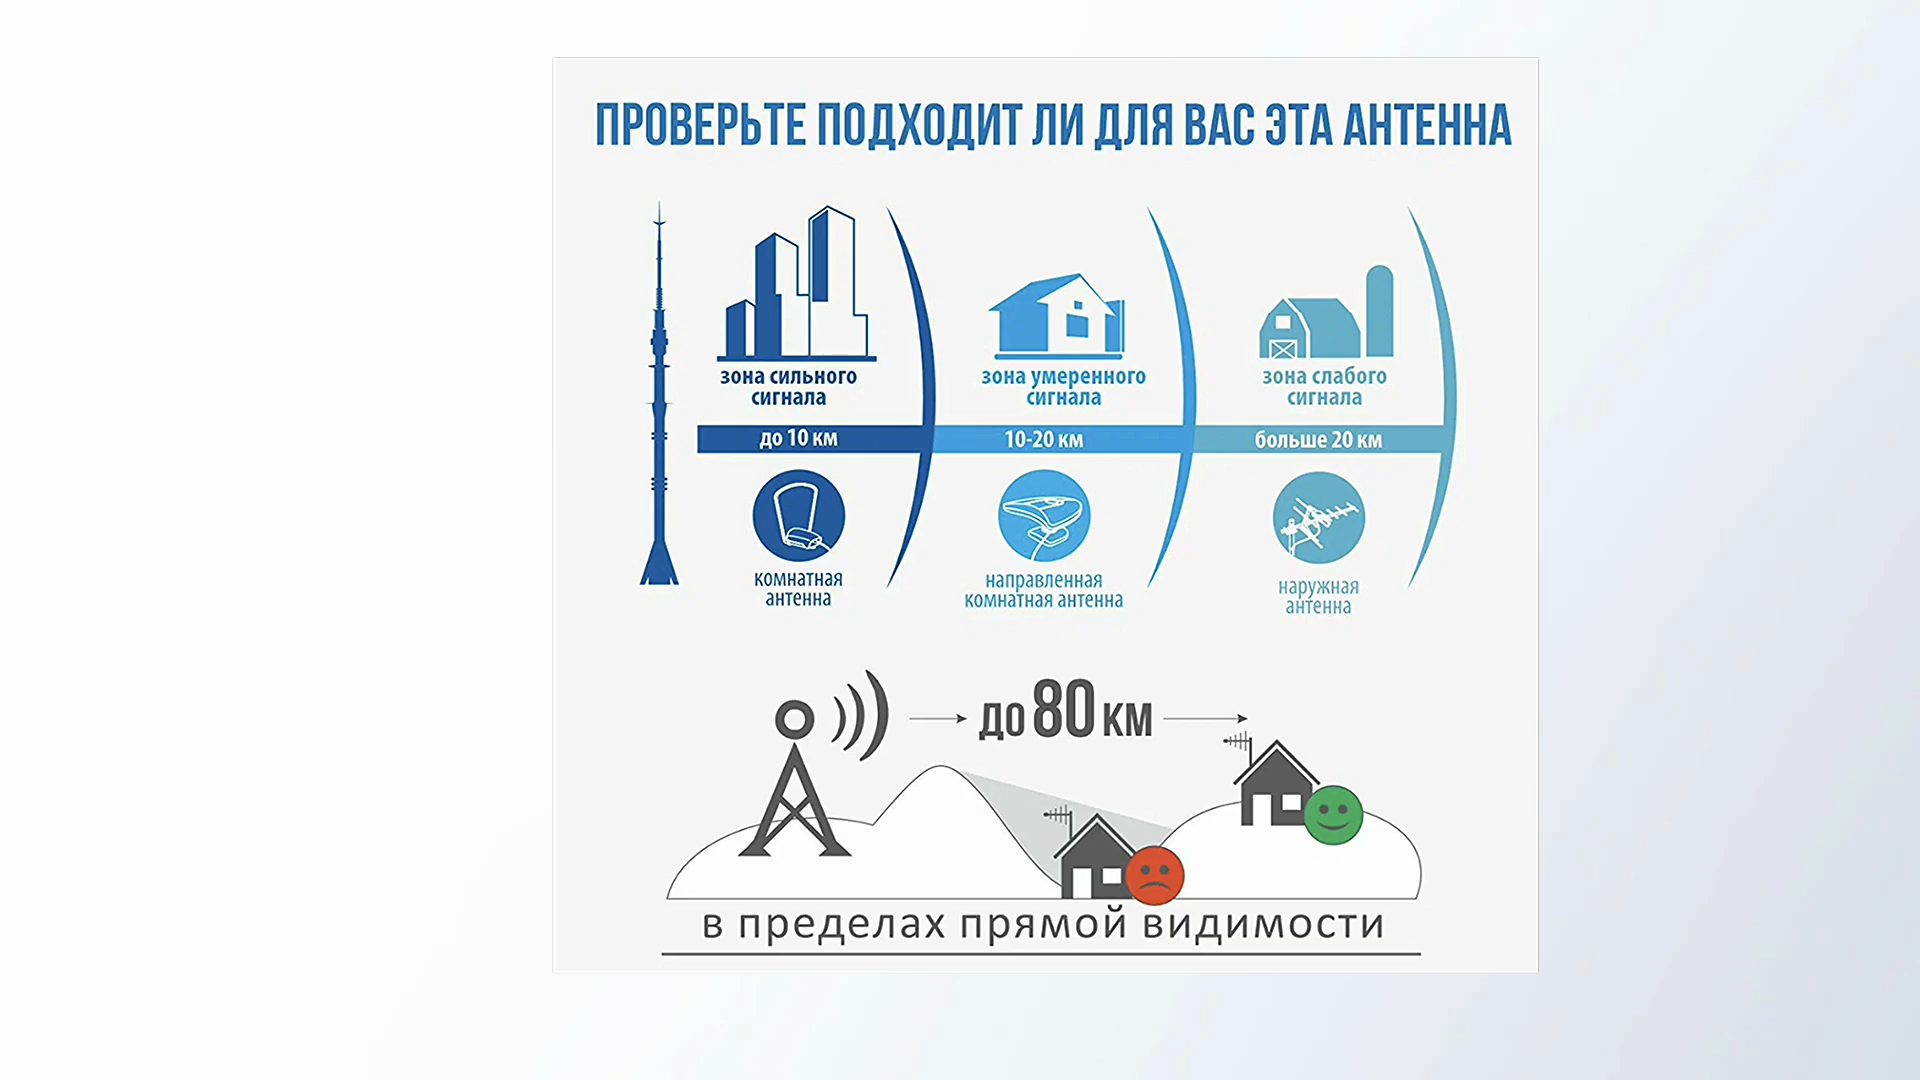 ПРОВЕРЬТЕ ПОДХОДИТ ЛИ ДЛЯ ВАС ЭТА АНТЕННА
зона сильного
сигнала
до 10 км
комнатная
антенна
зона умеренного
сигнала
10-20 км
направленная
комнатная антенна
зона слабого
сигнала
больше 20 км
наружная
антенна
до 80 км
в пределах прямой видимости